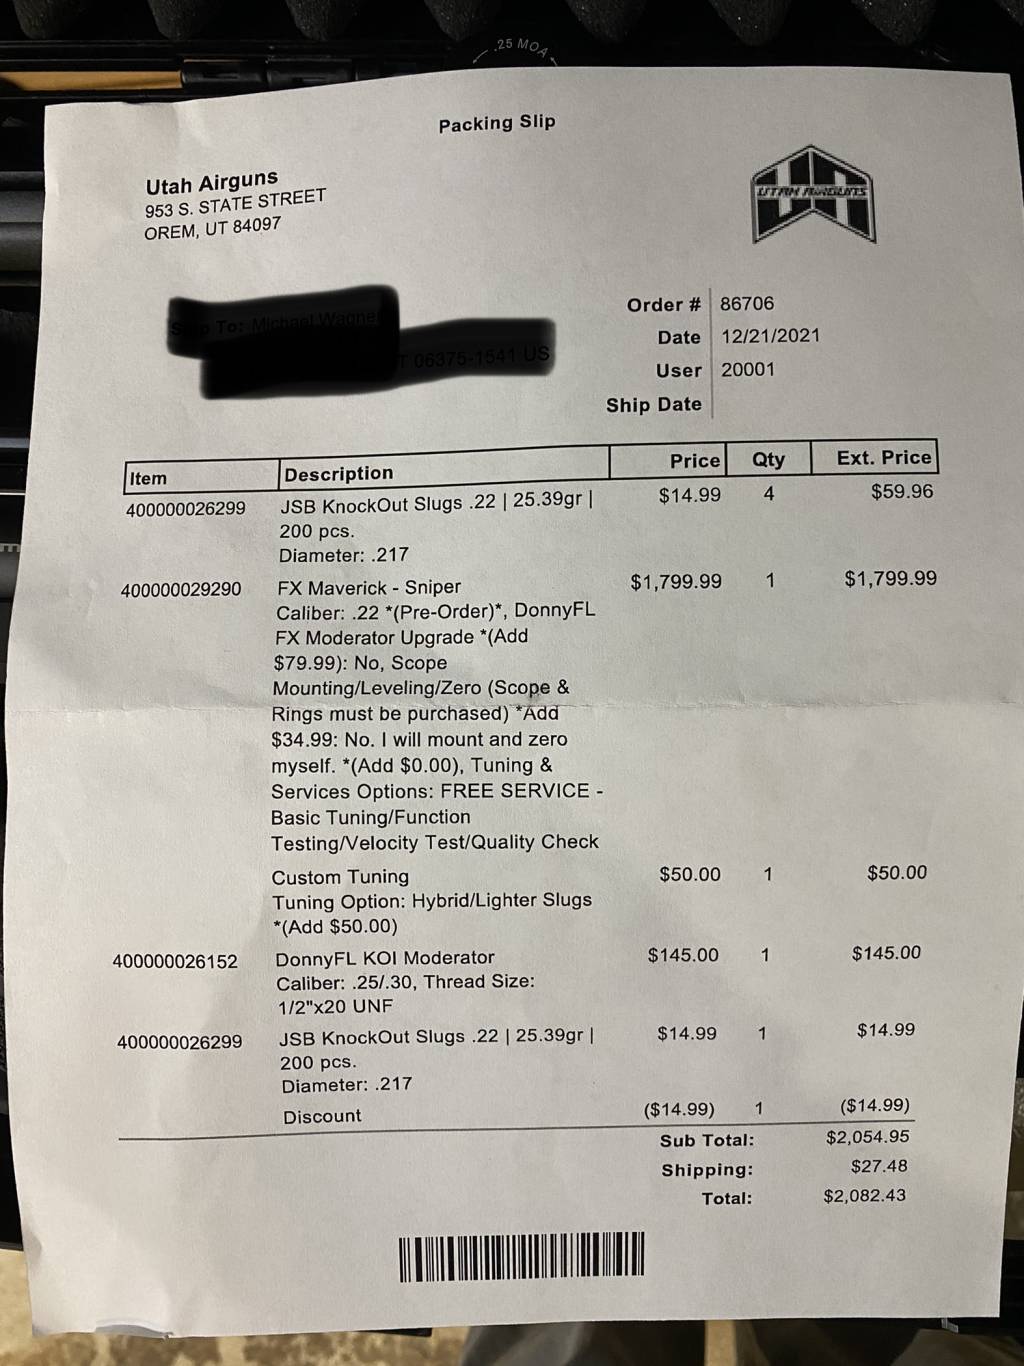 .25 MOA
Packing Slip
Utah Airguns
953 S. STATE STREET
OREM, UT 84097
UTAH AIRGUNS
Order # 86706
Date 12/21/2021
User 20001
Ship Date
Item Description Price Qty Ext. Price
400000026299 JSB KnockOut Slugs .22 | 25.39gr | $14.99 4 $59.96
200 pcs.
Diameter: .217
400000029290 FX Maverick - Sniper $1,799.99 1 $1,799.99
Caliber: .22 *(Pre-Order)*, DonnyFL
FX Moderator Upgrade *(Add
$79.99): No, Scope
Mounting/Leveling/Zero (Scope &
Rings must be purchased) *Add
$34.99: No. I will mount and zero
myself. *(Add $0.00), Tuning &
Services Options: FREE SERVICE -
Basic Tuning/Function
Testing/Velocity Test/Quality Check
Custom Tuning $50.00 1 $50.00
Tuning Option: Hybrid/Lighter Slugs
*(Add $50.00)
400000026152 DonnyFL KOI Moderator $145.00 1 $145.00
Caliber: .25/.30, Thread Size:
1/2"x20 UNF
400000026299 JSB KnockOut Slugs .22 | 25.39gr | $14.99 1 $14.99
200 pcs.
Diameter: .217
Discount ($14.99) 1 ($14.99)
Sub Total: $2,054.95
Shipping: $27.48
Total: $2,082.43